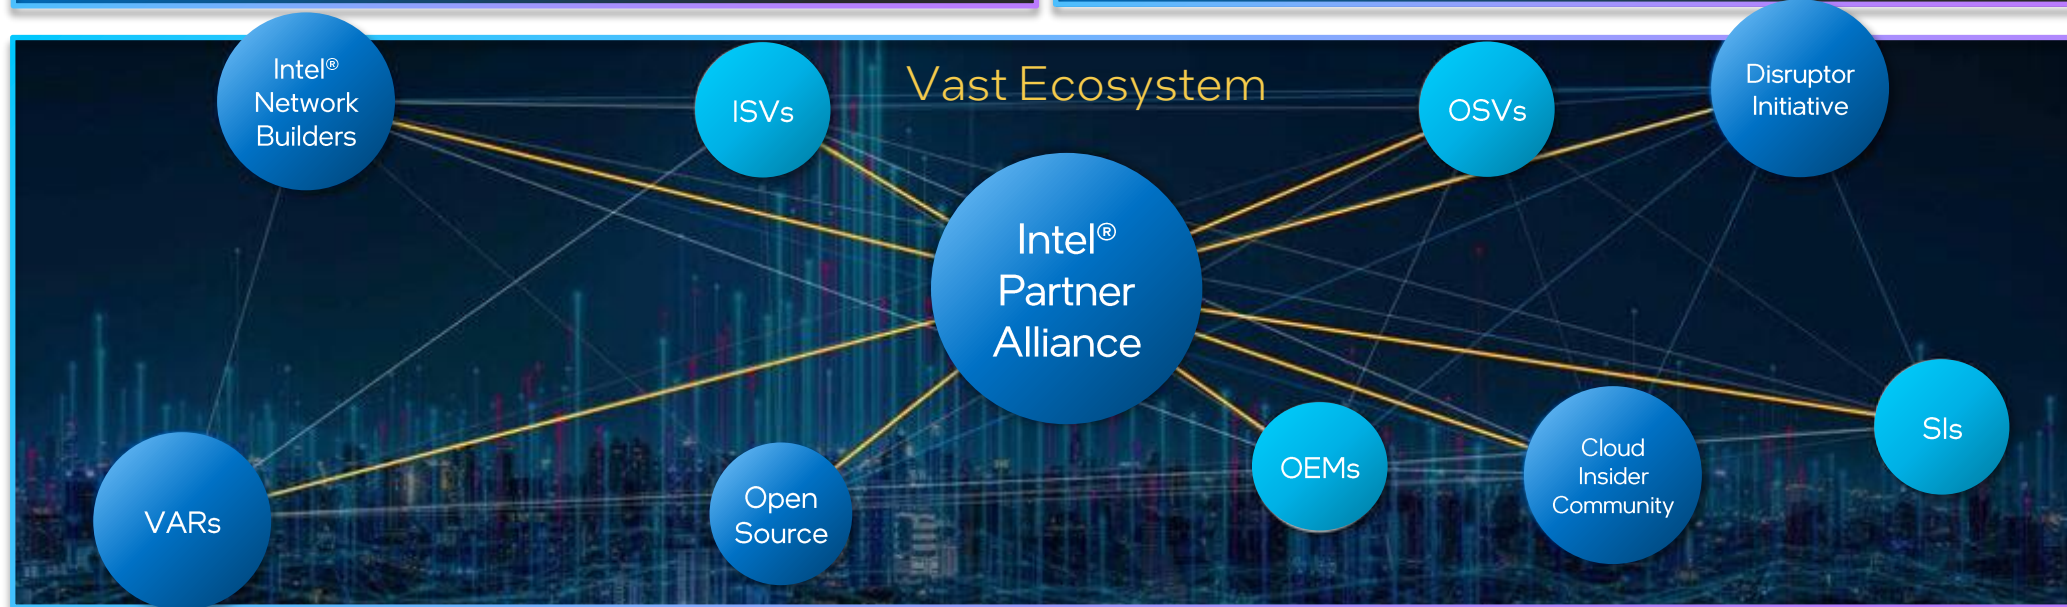 Vast Ecosystem
Intel®
Network
Builders
ISVs
OSVs
Disruptor
Initiative
Intel®
Partner
Alliance
VARs
Open
Source
OEMs
Cloud
Insider
Community
SIs